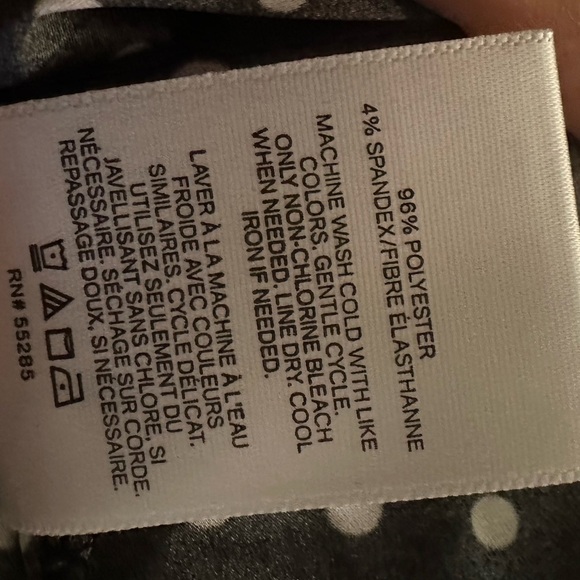 96% POLYESTER
4% SPANDEX/FIBRE ÉLASTHANNE
MACHINE WASH COLD WITH LIKE
COLORS. GENTLE CYCLE.
ONLY NON-CHLORINE BLEACH
WHEN NEEDED. LINE DRY. COOL
IRON IF NEEDED.
LAVER À LA MACHINE À L'EAU
FROIDE AVEC COULEURS
SIMILAIRES. CYCLE DÉLICAT.
UTILISEZ SEULEMENT DU
JAVELLISANT SANS CHLORE, SI
NÉCESSAIRE. SÉCHAGE SUR CORDE.
REPASSAGE DOUX, SI NÉCESSAIRE.
RN# 55285